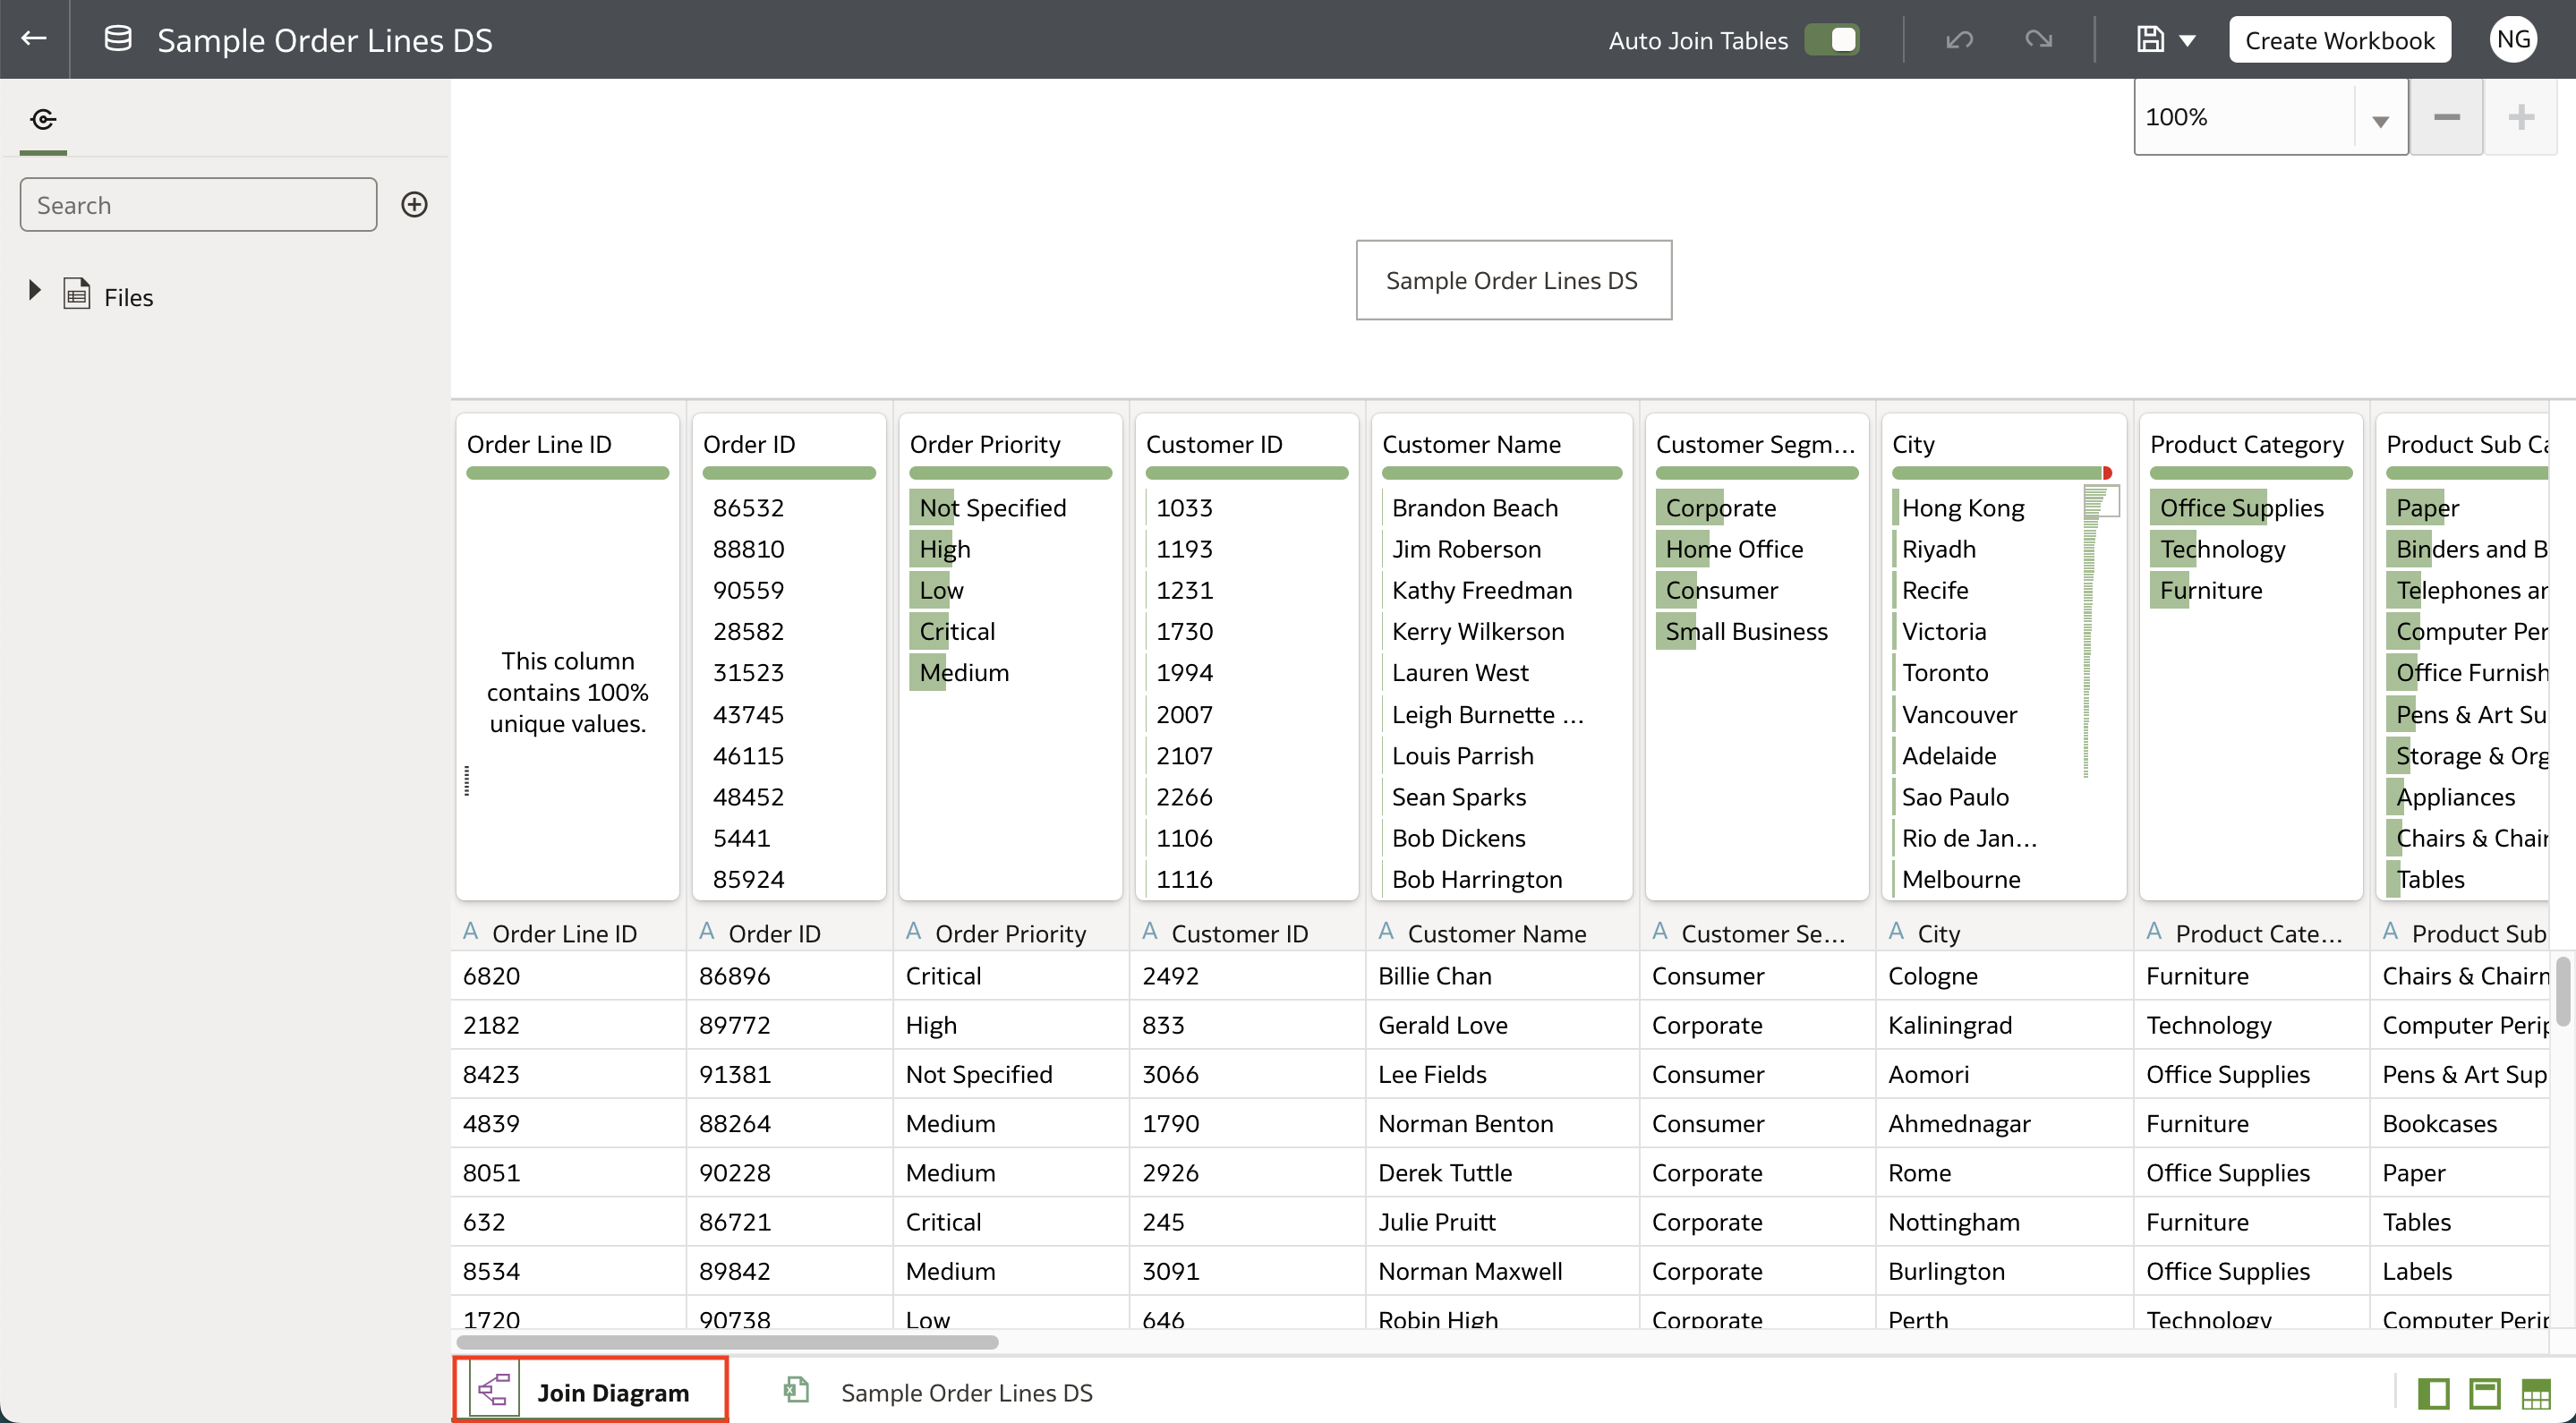 Sample Order Lines DS
Auto Join Tables
Create Workbook
NG
100%
Search
Files
Sample Order Lines DS
Order Line ID Order ID Order Priority Customer ID Customer Name Customer Segm... City Product Category Product Sub Ca
86532 Not Specified 1033 Brandon Beach Corporate Hong Kong Office Supplies Paper
88810 High 1193 Jim Roberson Home Office Riyadh Technology Binders and B
90559 Low 1231 Kathy Freedman Consumer Recife Furniture Telephones an
28582 Critical 1730 Kerry Wilkerson Small Business Victoria Computer Per
This column
contains 100%
unique values.
31523 Medium 1994 Lauren West Toronto Office Furnish
43745 2007 Leigh Burnette ... Vancouver Pens & Art Su
46115 2107 Louis Parrish Adelaide Storage & Org
48452 2266 Sean Sparks Sao Paulo Appliances
5441 1106 Bob Dickens Rio de Jan... Chairs & Chair
85924 1116 Bob Harrington Melbourne Tables
A Order Line ID A Order ID A Order Priority A Customer ID A Customer Name A Customer Se... A City A Product Cate... A Product Sub
6820 86896 Critical 2492 Billie Chan Consumer Cologne Furniture Chairs & Chairm
2182 89772 High 833 Gerald Love Corporate Kaliningrad Technology Computer Perip
8423 91381 Not Specified 3066 Lee Fields Consumer Aomori Office Supplies Pens & Art Sup
4839 88264 Medium 1790 Norman Benton Consumer Ahmednagar Furniture Bookcases
8051 90228 Medium 2926 Derek Tuttle Corporate Rome Office Supplies Paper
632 86721 Critical 245 Julie Pruitt Corporate Nottingham Furniture Tables
8534 89842 Medium 3091 Norman Maxwell Corporate Burlington Office Supplies Labels
1720 90738 Low 646 Robin High Corporate Perth Technology Computer Perip
Join Diagram
Sample Order Lines DS